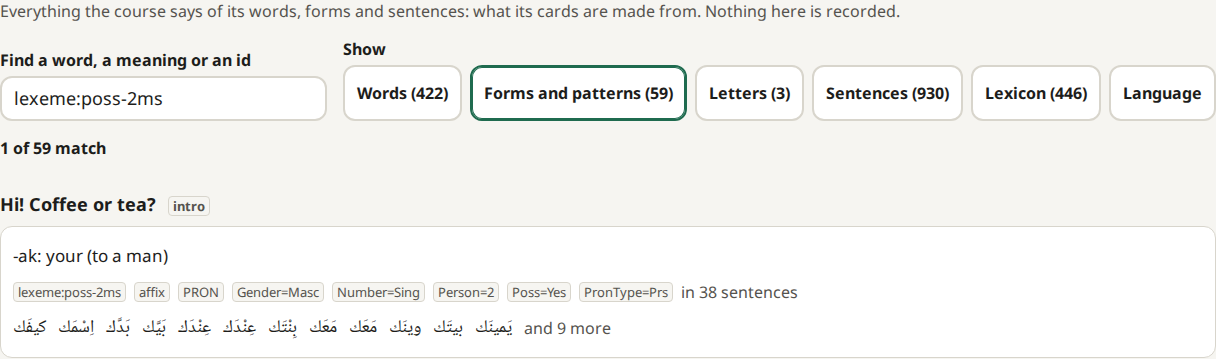 Everything the course says of its words, forms and sentences: what its cards are made from. Nothing here is recorded.
Find a word, a meaning or an id
Show
lexeme:poss-2ms
Words (422) Forms and patterns (59) Letters (3) Sentences (930) Lexicon (446) Language
1 of 59 match
Hi! Coffee or tea? intro
-ak: your (to a man)
lexeme:poss-2ms affix PRON Gender=Masc Number=Sing Person=2 Poss=Yes PronType=Prs in 38 sentences
كيفَك اِسْمَك بَدَّك بَيَّك عِنْدَك عِنْدَك بِنْتَك مَعَك مَعَك وينَك بيتَك يَمينَك and 9 more